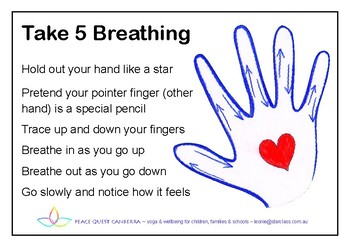 Take 5 Breathing
Hold out your hand like a star
Pretend your pointer finger (other
hand) is a special pencil
Trace up and down your fingers
Breathe in as you go up
Breathe out as you go down
Go slowly and notice how it feels
PEACE QUEST CANBERRA ~ yoga & wellbeing for children, families & schools ~ leonie@starclass.com.au